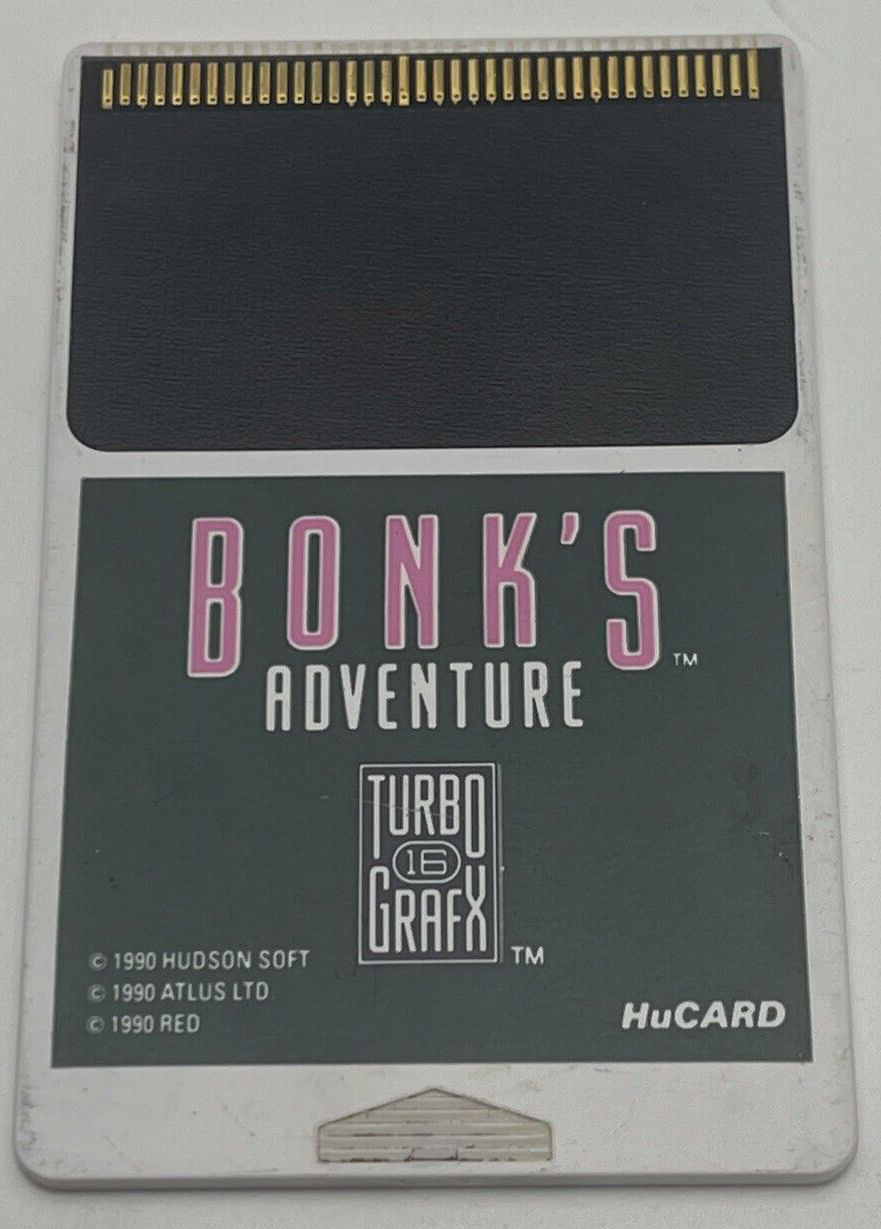 BONK'S
™
ADVENTURE
TURBO
16
GRAFX
™
© 1990 HUDSON SOFT
© 1990 ATLUS LTD
© 1990 RED
HuCARD